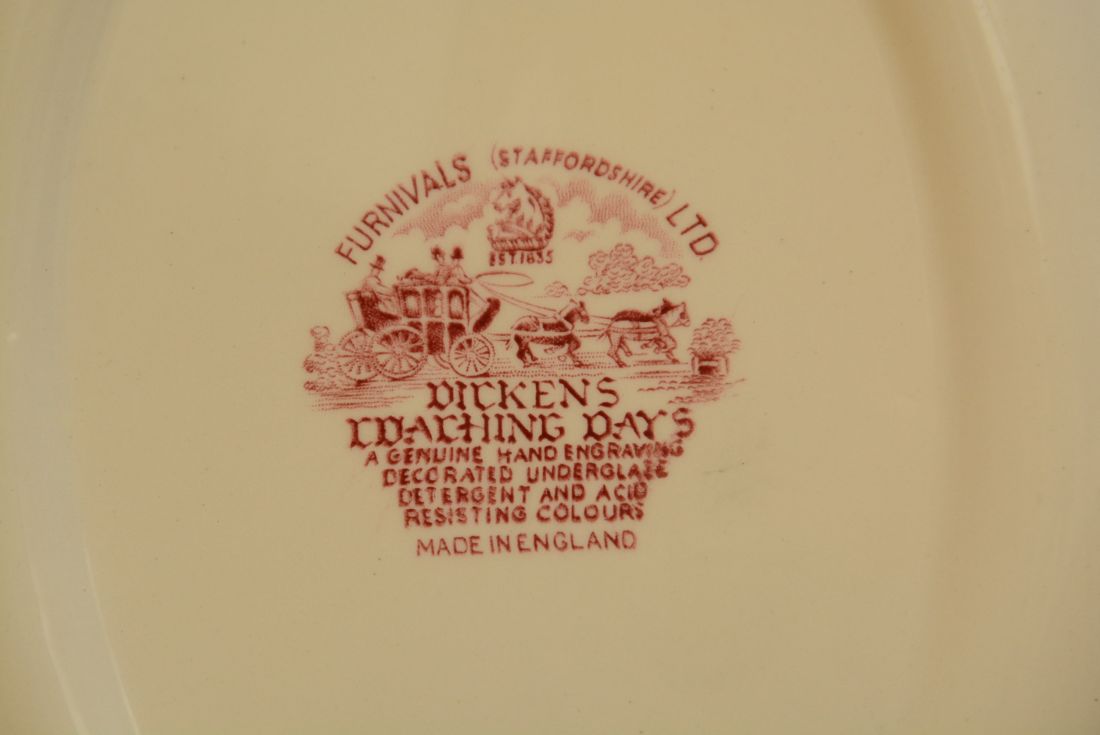 FURNIVALS (STAFFORDSHIRE) LTD
EST. 1835
DICKENS
COACHING DAYS
A GENUINE HAND ENGRAVING
DECORATED UNDERGLAZE
DETERGENT AND ACID
RESISTING COLOURS
MADE IN ENGLAND